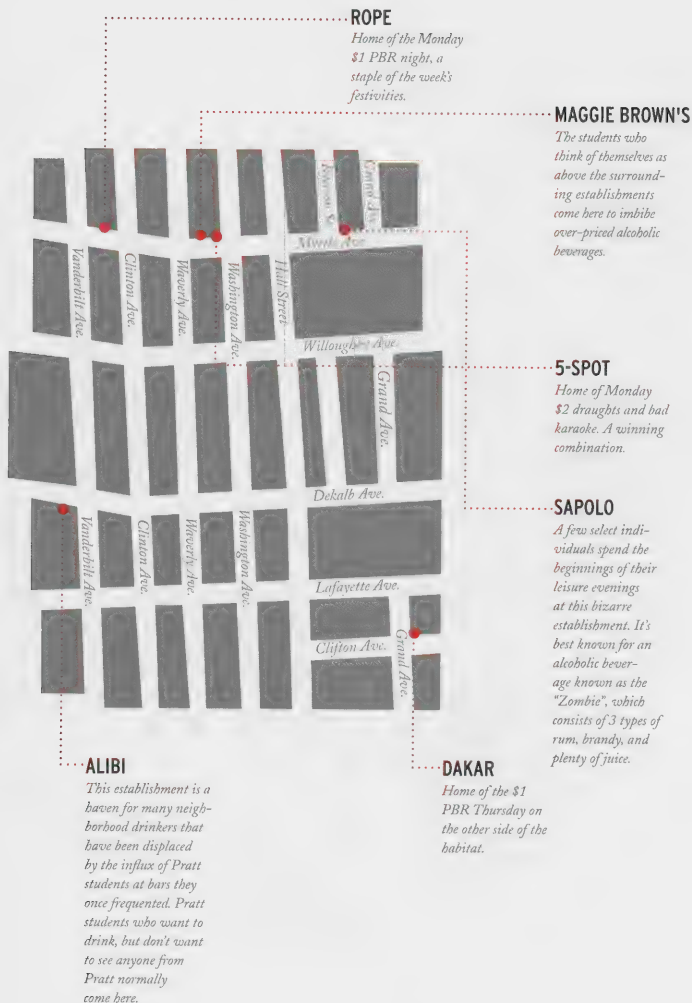 ROPE
Home of the Monday
$1 PBR night, a
staple of the week's
festivities.
MAGGIE BROWN'S
The students who
think of themselves as
above the surround-
ing establishments
come here to imbibe
over-priced alcoholic
beverages.
5-SPOT
Home of Monday
$2 draughts and bad
karaoke. A winning
combination.
SAPOLO
A few select indi-
viduals spend the
beginnings of their
leisure evenings
at this bizarre
establishment. It's
best known for an
alcoholic bever-
age known as the
"Zombie", which
consists of 3 types of
rum, brandy, and
plenty of juice.
Myrtle Ave.
Vanderbilt Ave.
Clinton Ave.
Waverly Ave.
Washington Ave.
Hall Street
Grand Ave.
Willoughby Ave.
Grand Ave.
Dekalb Ave.
Vanderbilt Ave.
Clinton Ave.
Waverly Ave.
Washington Ave.
Lafayette Ave.
Clifton Ave.
Grand Ave.
ALIBI
This establishment is a
haven for many neigh-
borhood drinkers that
have been displaced
by the influx of Pratt
students at bars they
once frequented. Pratt
students who want to
drink, but don't want
to see anyone from
Pratt normally
come here.
DAKAR
Home of the $1
PBR Thursday on
the other side of the
habitat.